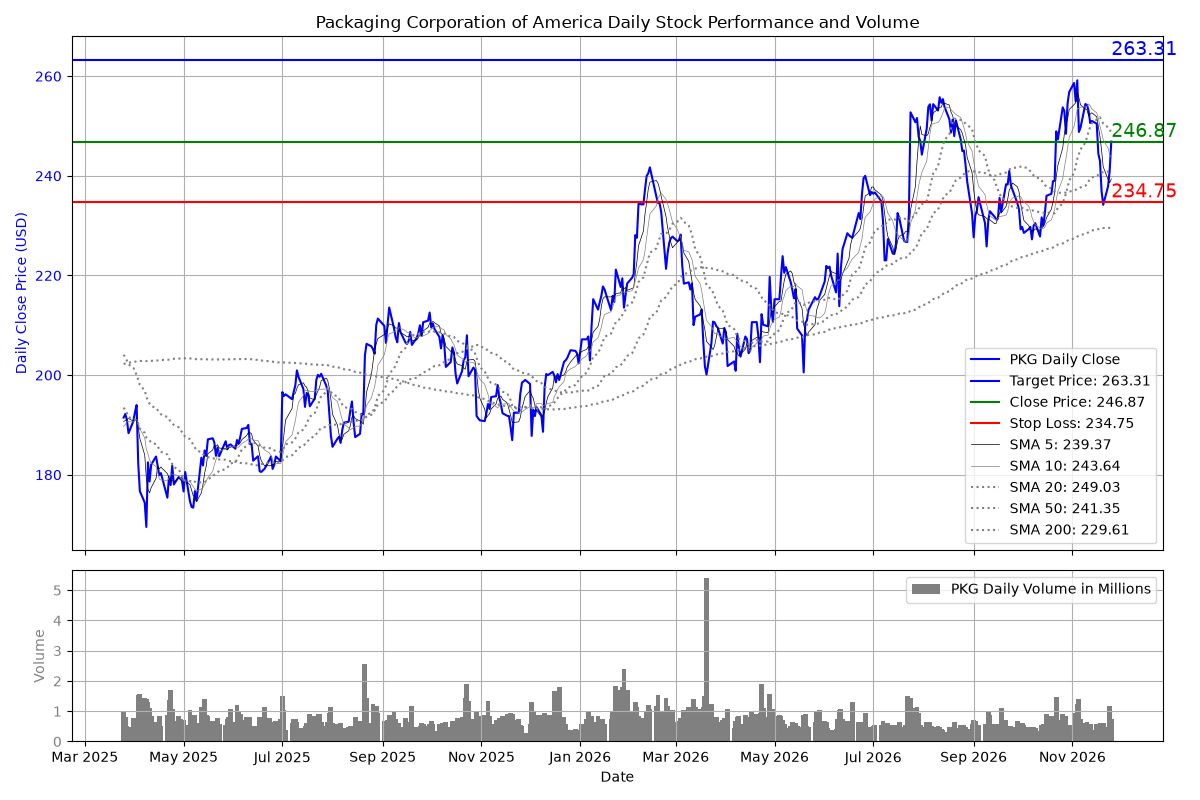 Packaging Corporation of America Daily Stock Performance and Volume
263.31
260
246.87
240
234.75
220
200
180
Daily Close Price (USD)
PKG Daily Close
Target Price: 263.31
Close Price: 246.87
Stop Loss: 234.75
SMA 5: 239.37
SMA 10: 243.64
SMA 20: 249.03
SMA 50: 241.35
SMA 200: 229.61
5
4
3
2
1
0
Volume
PKG Daily Volume in Millions
Mar 2025
May 2025
Jul 2025
Sep 2025
Nov 2025
Jan 2026
Mar 2026
May 2026
Jul 2026
Sep 2026
Nov 2026
Date